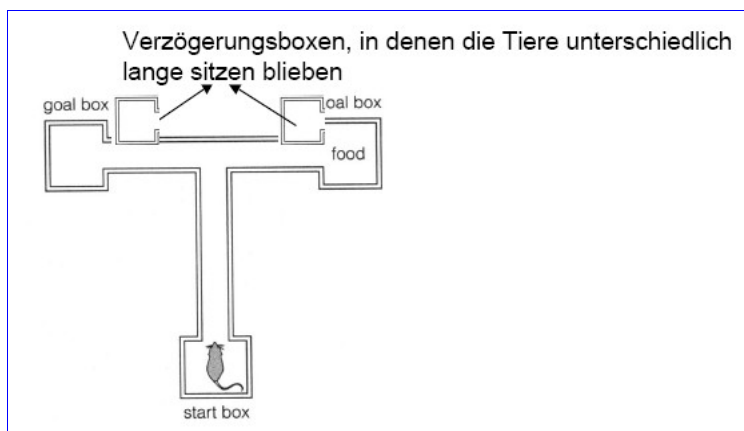 Verzögerungsboxen, in denen die Tiere unterschiedlich
lange sitzen blieben
goal box
oal box
food
start box